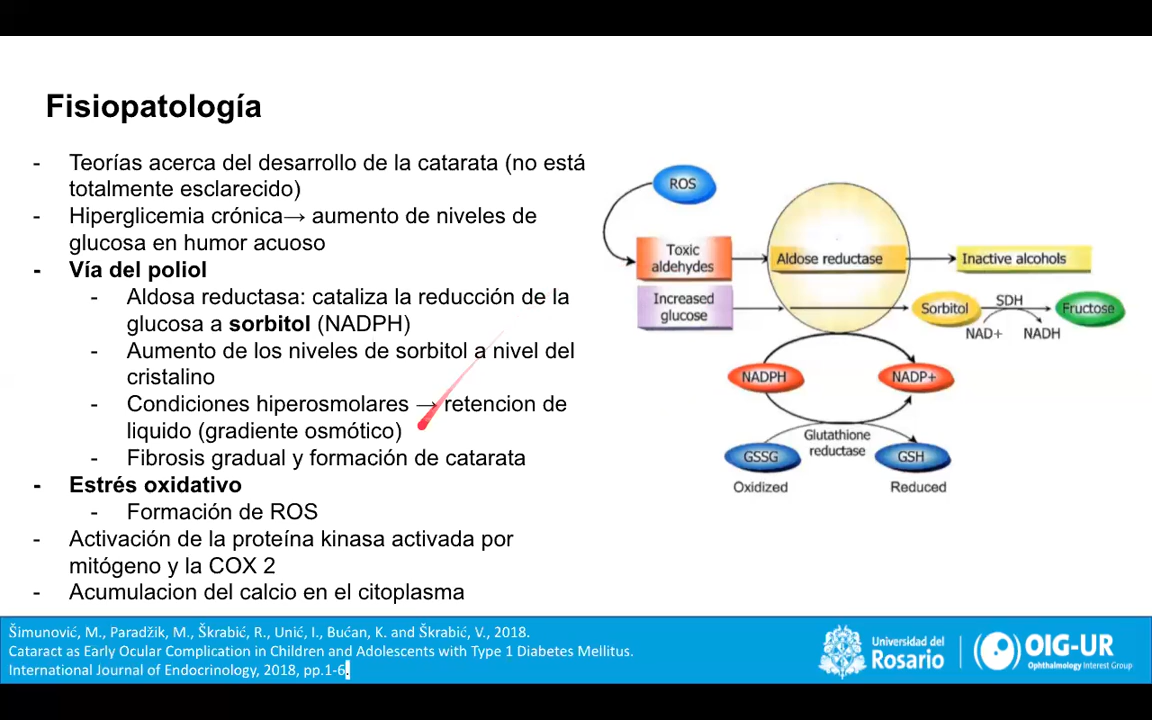 Fisiopatología
- Teorías acerca del desarrollo de la catarata (no está
totalmente esclarecido)
- Hiperglicemia crónica→ aumento de niveles de
glucosa en humor acuoso
- Vía del poliol
- Aldosa reductasa: cataliza la reducción de la
glucosa a sorbitol (NADPH)
- Aumento de los niveles de sorbitol a nivel del
cristalino
- Condiciones hiperosmolares → retencion de
liquido (gradiente osmótico)
- Fibrosis gradual y formación de catarata
- Estrés oxidativo
- Formación de ROS
- Activación de la proteína kinasa activada por
mitógeno y la COX 2
- Acumulacion del calcio en el citoplasma
ROS
Toxic
aldehydes
Aldose reductase
Inactive alcohols
Increased
glucose
Sorbitol
SDH
Fructose
NAD+
NADH
NADPH
NADP+
Glutathione
reductase
GSSG
GSH
Oxidized
Reduced
Šimunović, M., Paradžik, M., Škrabić, R., Unić, I., Bućan, K. and Škrabić, V., 2018.
Cataract as Early Ocular Complication in Children and Adolescents with Type 1 Diabetes Mellitus.
International Journal of Endocrinology, 2018, pp.1-6.
Universidad del
Rosario
OIG-UR
Ophthalmology Interest Group